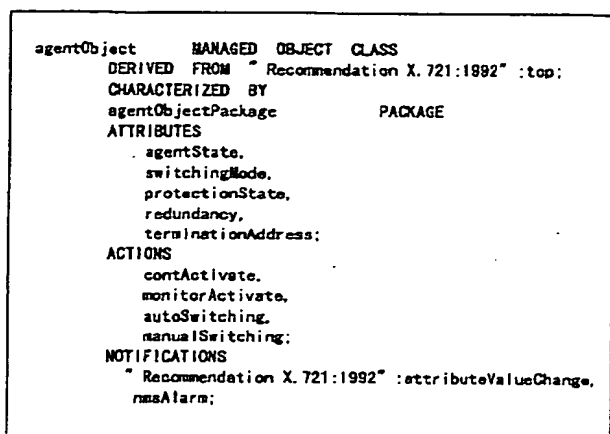 agentObject MANAGED OBJECT CLASS
DERIVED FROM " Recommendation X.721:1992" :top;
CHARACTERIZED BY
agentObjectPackage PACKAGE
ATTRIBUTES
agentState,
switchingMode,
protectionState,
redundancy,
terminationAddress;
ACTIONS
contActivate,
monitorActivate,
autoSwitching,
manualSwitching;
NOTIFICATIONS
" Recommendation X.721:1992" :attributeValueChange,
nmsAlarm;